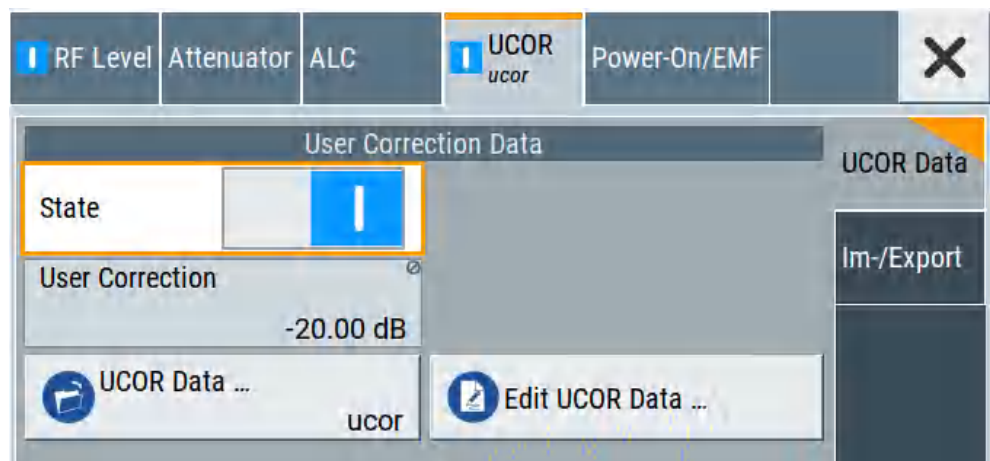 RF Level
Attenuator
ALC
UCOR
ucor
Power-On/EMF
User Correction Data
UCOR Data
State
Im-/Export
User Correction
-20.00 dB
UCOR Data ...
ucor
Edit UCOR Data ...